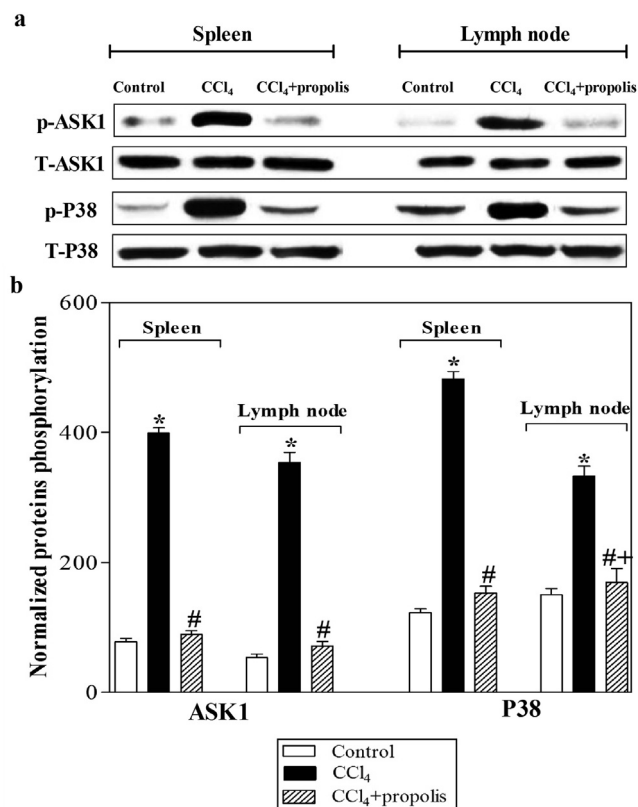 a
Spleen Lymph node
Control CCl4 CCl4+propolis Control CCl4 CCl4+propolis
p-ASK1
T-ASK1
p-P38
T-P38
b
600
400
200
0
Normalized proteins phosphorylation
Spleen Spleen
Lymph node Lymph node
* * * *
# # # #+
ASK1 P38
Control
CCl4
CCl4+propolis